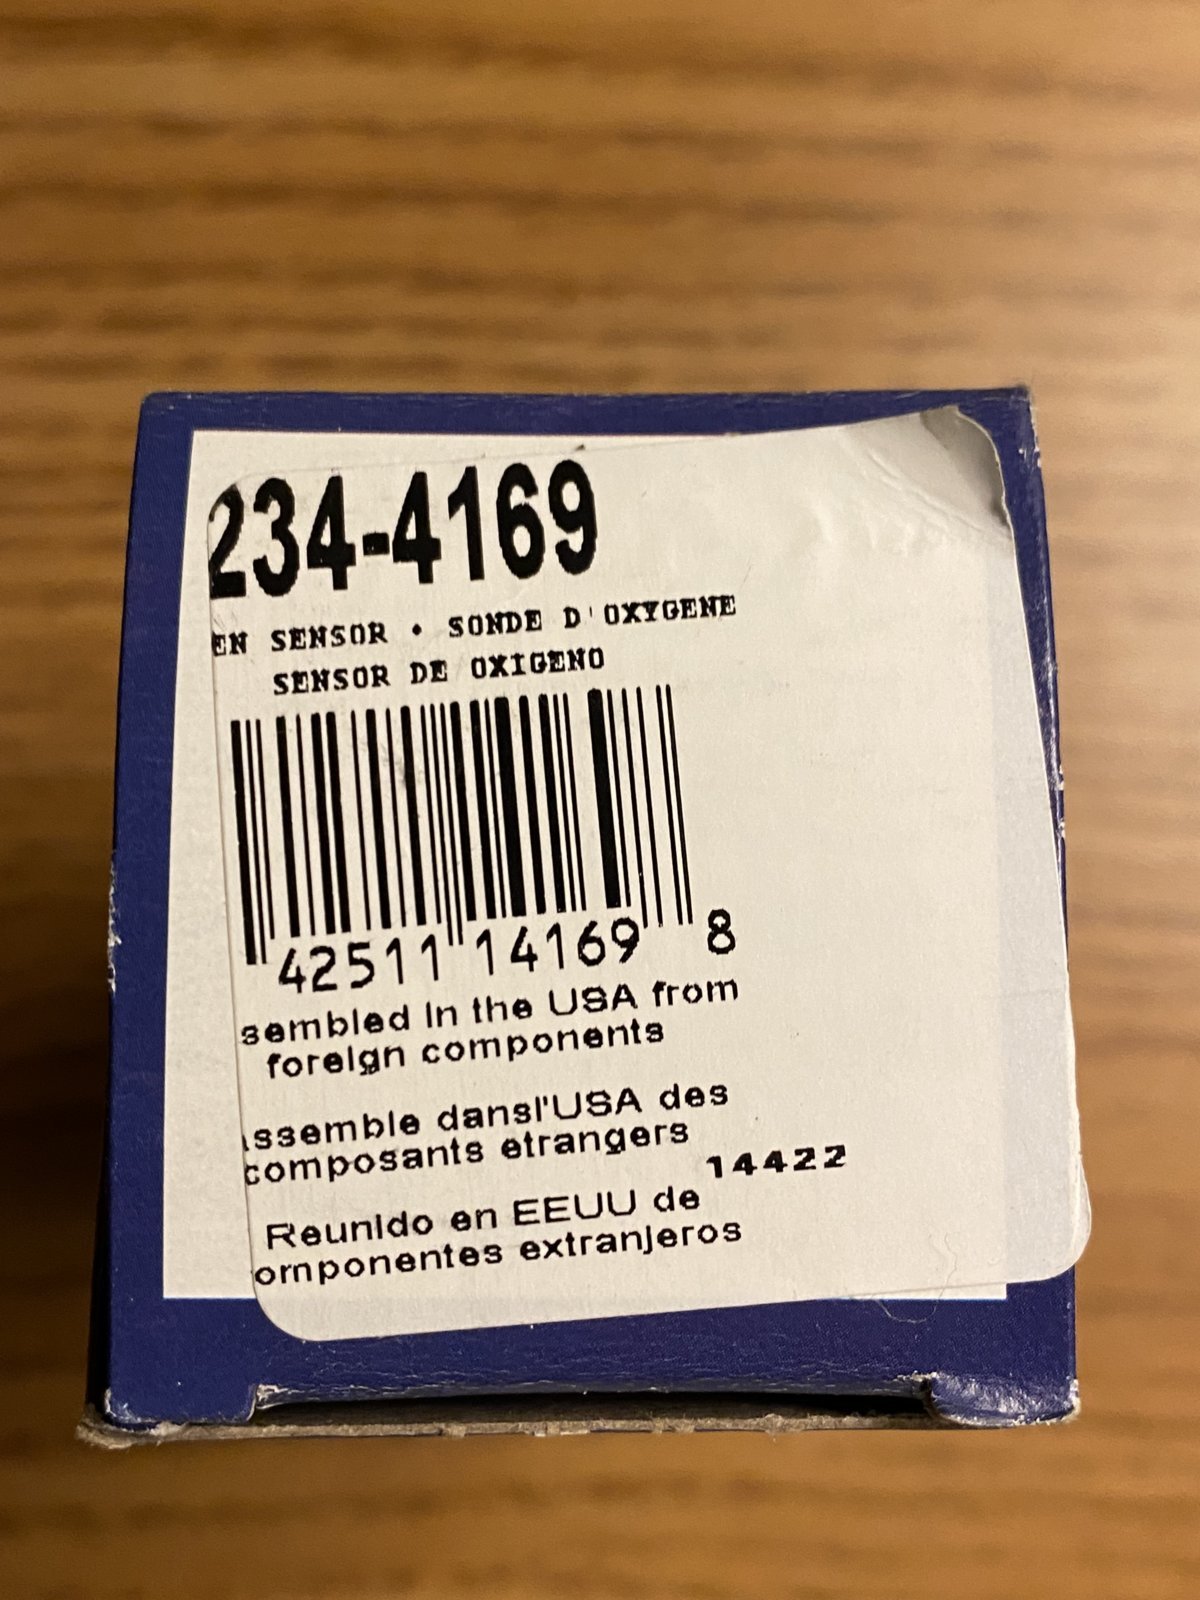 234-4169
EN SENSOR • SONDE D'OXYGENE
SENSOR DE OXIGENO
42511 14169 8
sembled in the USA from
foreign components
ssemble dansl'USA des
composants etrangers
14422
Reunido en EEUU de
omponentes extranjeros